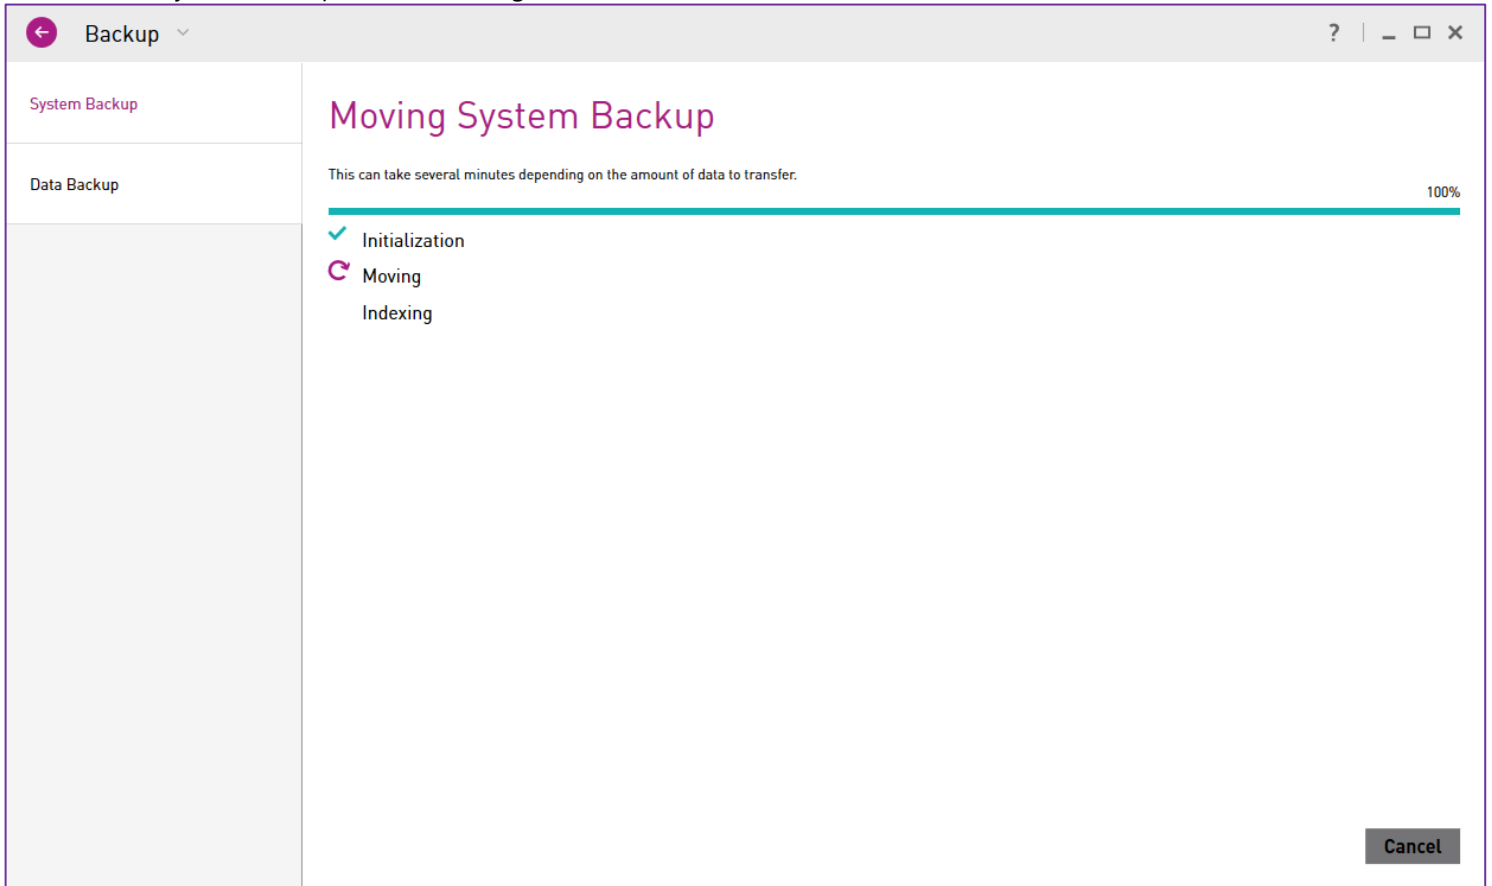 Backup
?
System Backup
Data Backup
Moving System Backup
This can take several minutes depending on the amount of data to transfer.
100%
Initialization
Moving
Indexing
Cancel